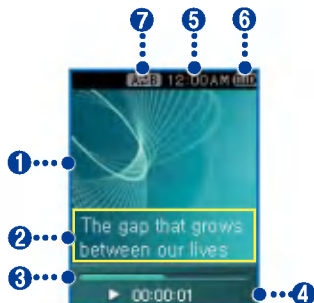 7 5 6
A↔B 12:00AM
1
2 The gap that grows
between our lives
3
00:00:01 4